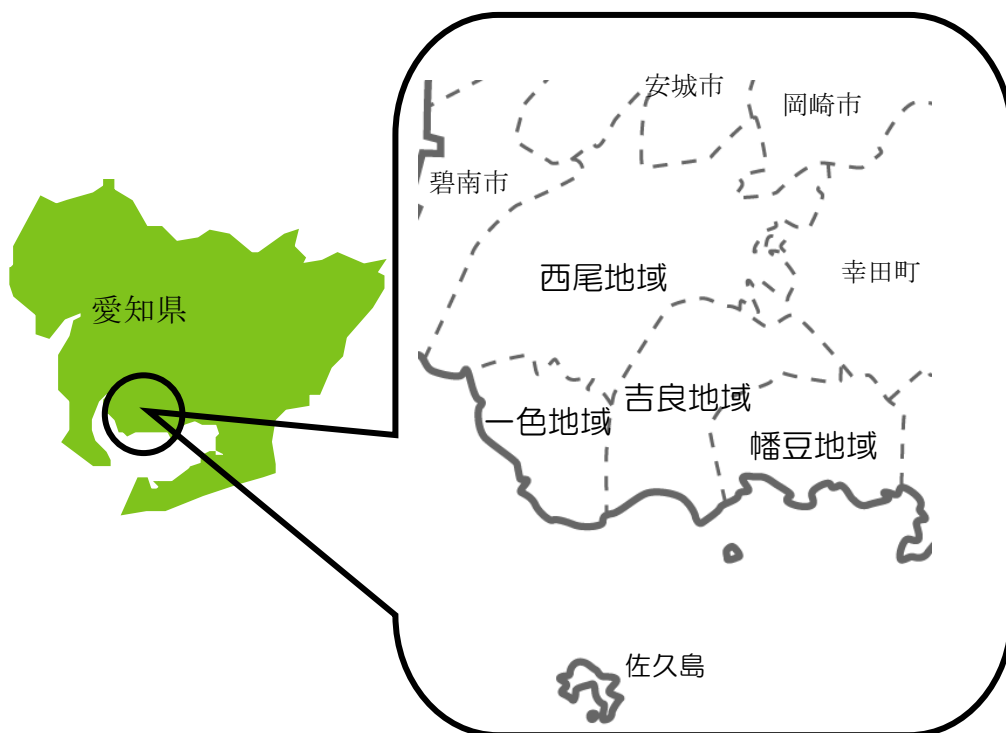 安城市
岡崎市
碧南市
西尾地域
幸田町
愛知県
吉良地域
一色地域
幡豆地域
佐久島